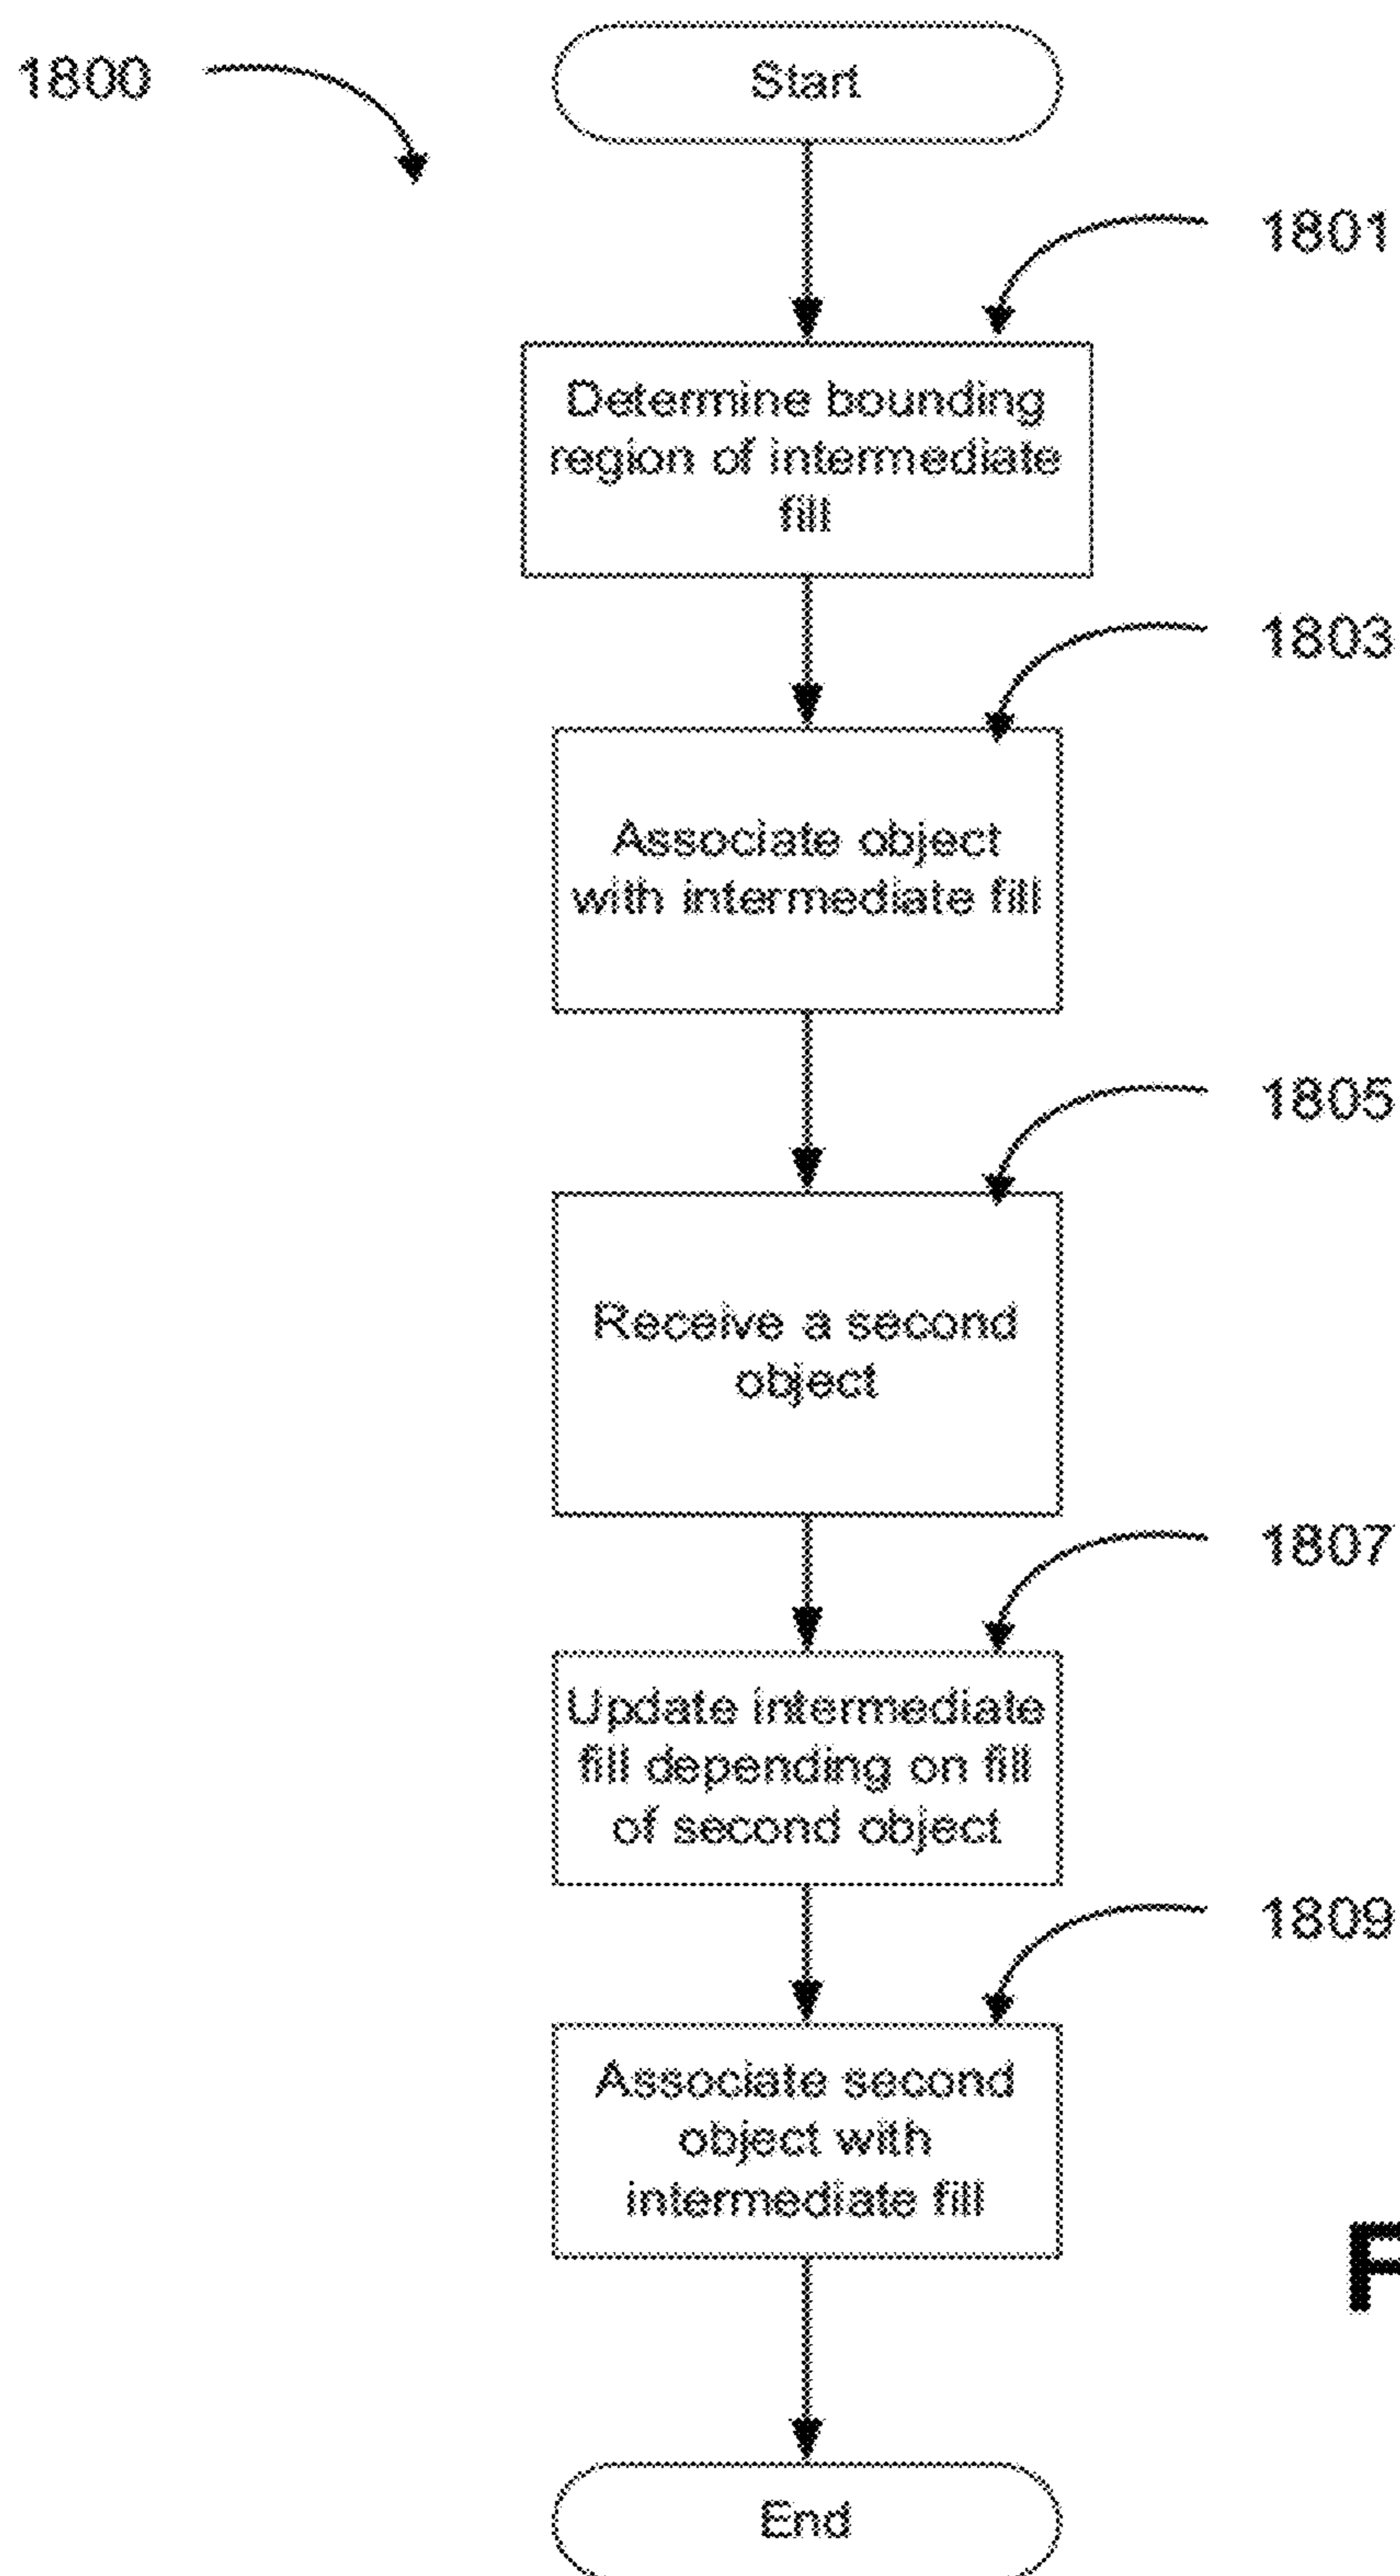 1800
Start
1801
Determine bounding
region of intermediate
fill
1803
Associate object
with intermediate fill
1805
Receive a second
object
1807
Update intermediate
fill depending on fill
of second object
1809
Associate second
object with
intermediate fill
F
End